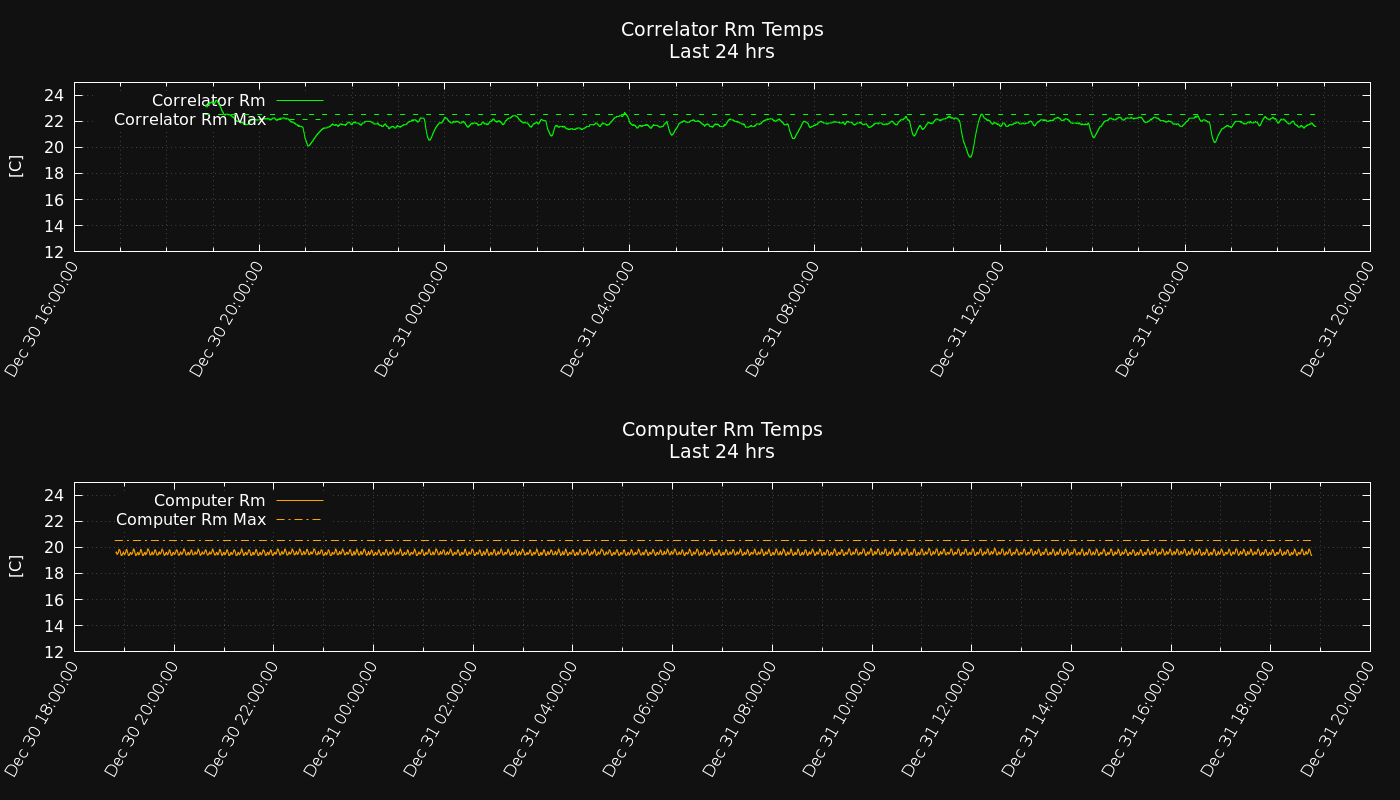 Correlator Rm Temps
Last 24 hrs
Correlator Rm
Correlator Rm Max
24
22
20
18
16
14
12
[C]
Dec 30 16:00:00
Dec 30 20:00:00
Dec 31 00:00:00
Dec 31 04:00:00
Dec 31 08:00:00
Dec 31 12:00:00
Dec 31 16:00:00
Dec 31 20:00:00
Computer Rm Temps
Last 24 hrs
Computer Rm
Computer Rm Max
24
22
20
18
16
14
12
[C]
Dec 30 18:00:00
Dec 30 20:00:00
Dec 30 22:00:00
Dec 31 00:00:00
Dec 31 02:00:00
Dec 31 04:00:00
Dec 31 06:00:00
Dec 31 08:00:00
Dec 31 10:00:00
Dec 31 12:00:00
Dec 31 14:00:00
Dec 31 16:00:00
Dec 31 18:00:00
Dec 31 20:00:00